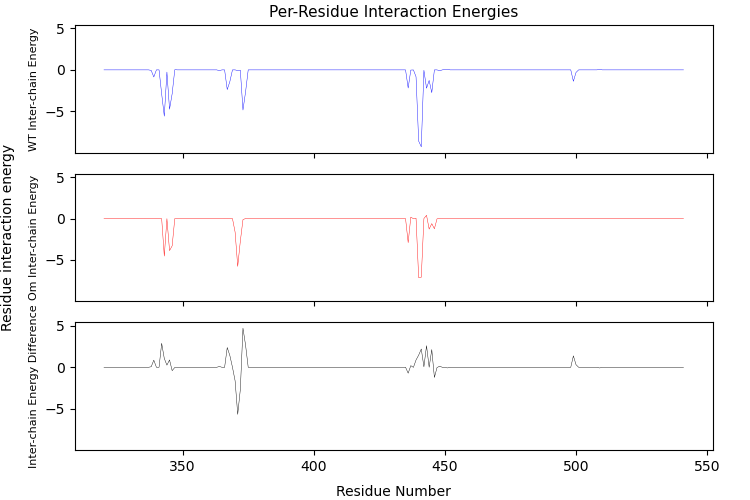 Per-Residue Interaction Energies
Residue interaction energy
WT Inter-chain Energy
5
0
−5
Om Inter-chain Energy
5
0
−5
Inter-chain Energy Difference
5
0
−5
350
400
450
500
550
Residue Number